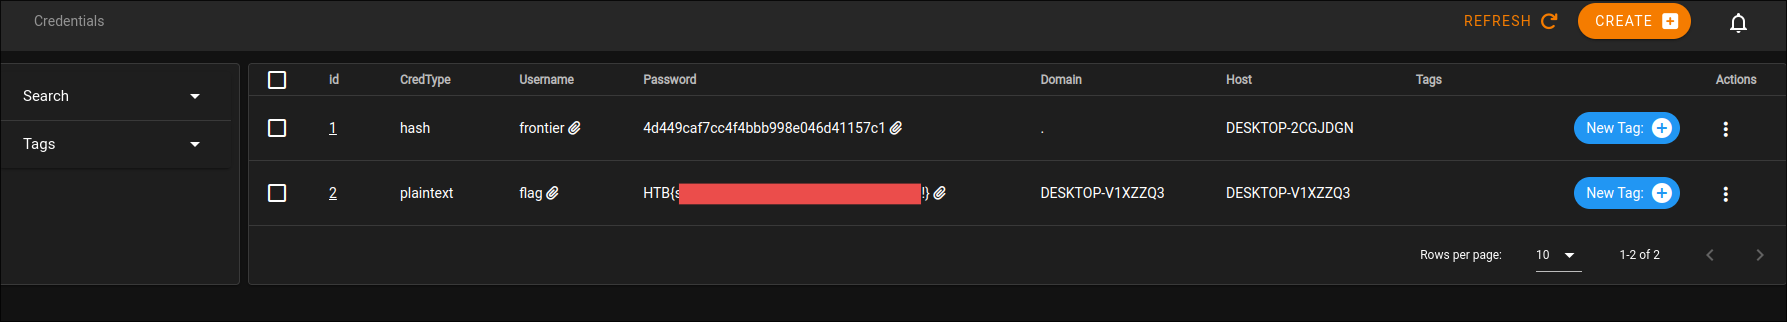 Credentials
REFRESH
CREATE
Search
Tags
id CredType Username Password Domain Host Tags Actions
1 hash frontier 4d449caf7cc4f4bbb998e046d41157c1 . DESKTOP-2CGJDGN New Tag:
2 plaintext flag HTB{s !} DESKTOP-V1XZZQ3 DESKTOP-V1XZZQ3 New Tag:
Rows per page: 10 1-2 of 2